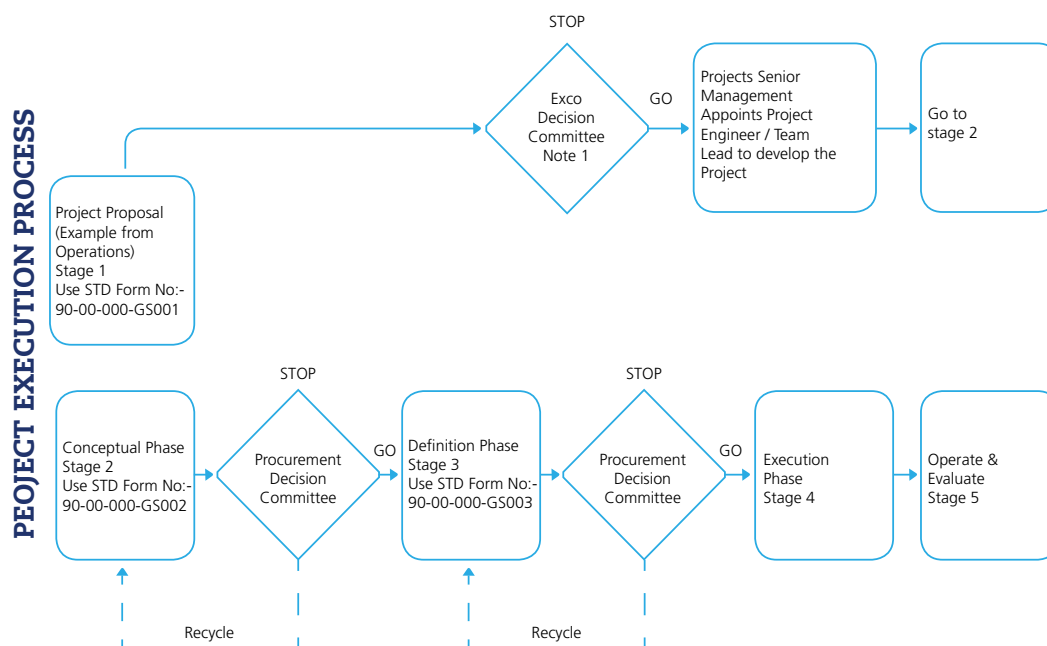 PEOJECT EXECUTION PROCESS
STOP
Exco
Decision
Committee
Note 1
GO
Projects Senior
Management
Appoints Project
Engineer / Team
Lead to develop the
Project
Go to
stage 2
Project Proposal
(Example from
Operations)
Stage 1
Use STD Form No:-
90-00-000-GS001
STOP
STOP
Conceptual Phase
Stage 2
Use STD Form No:-
90-00-000-GS002
Procurement
Decision
Committee
GO
Definition Phase
Stage 3
Use STD Form No:-
90-00-000-GS003
Procurement
Decision
Committee
GO
Execution
Phase
Stage 4
Operate &
Evaluate
Stage 5
Recycle
Recycle